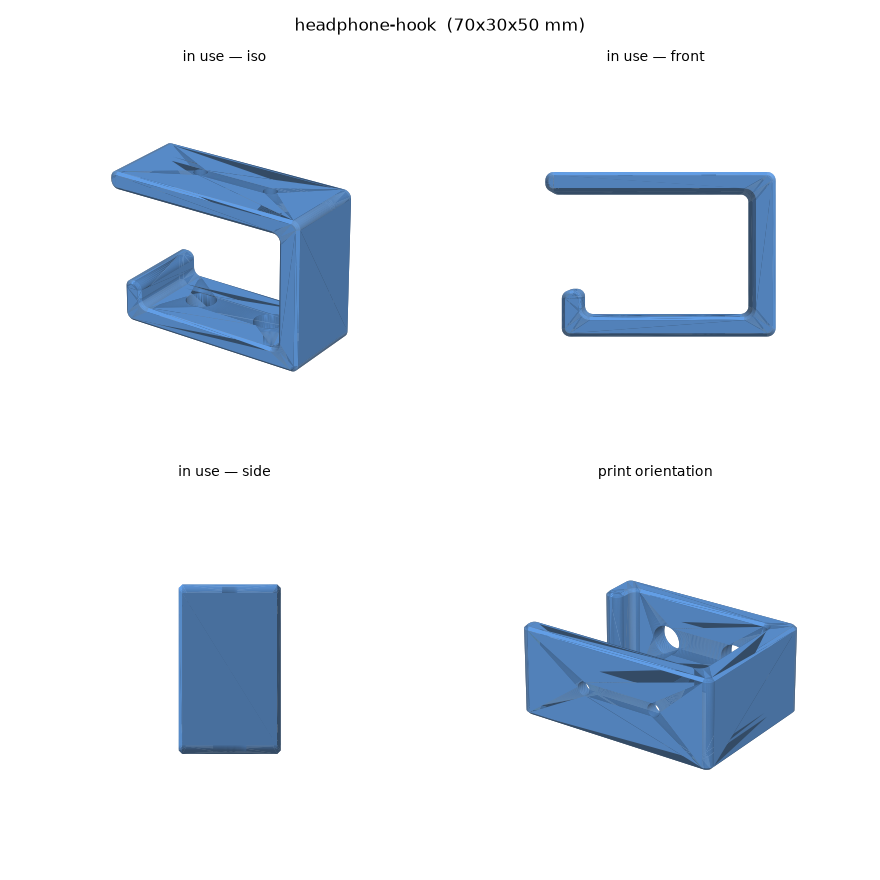 headphone-hook (70x30x50 mm)
in use — iso
in use — front
in use — side
print orientation